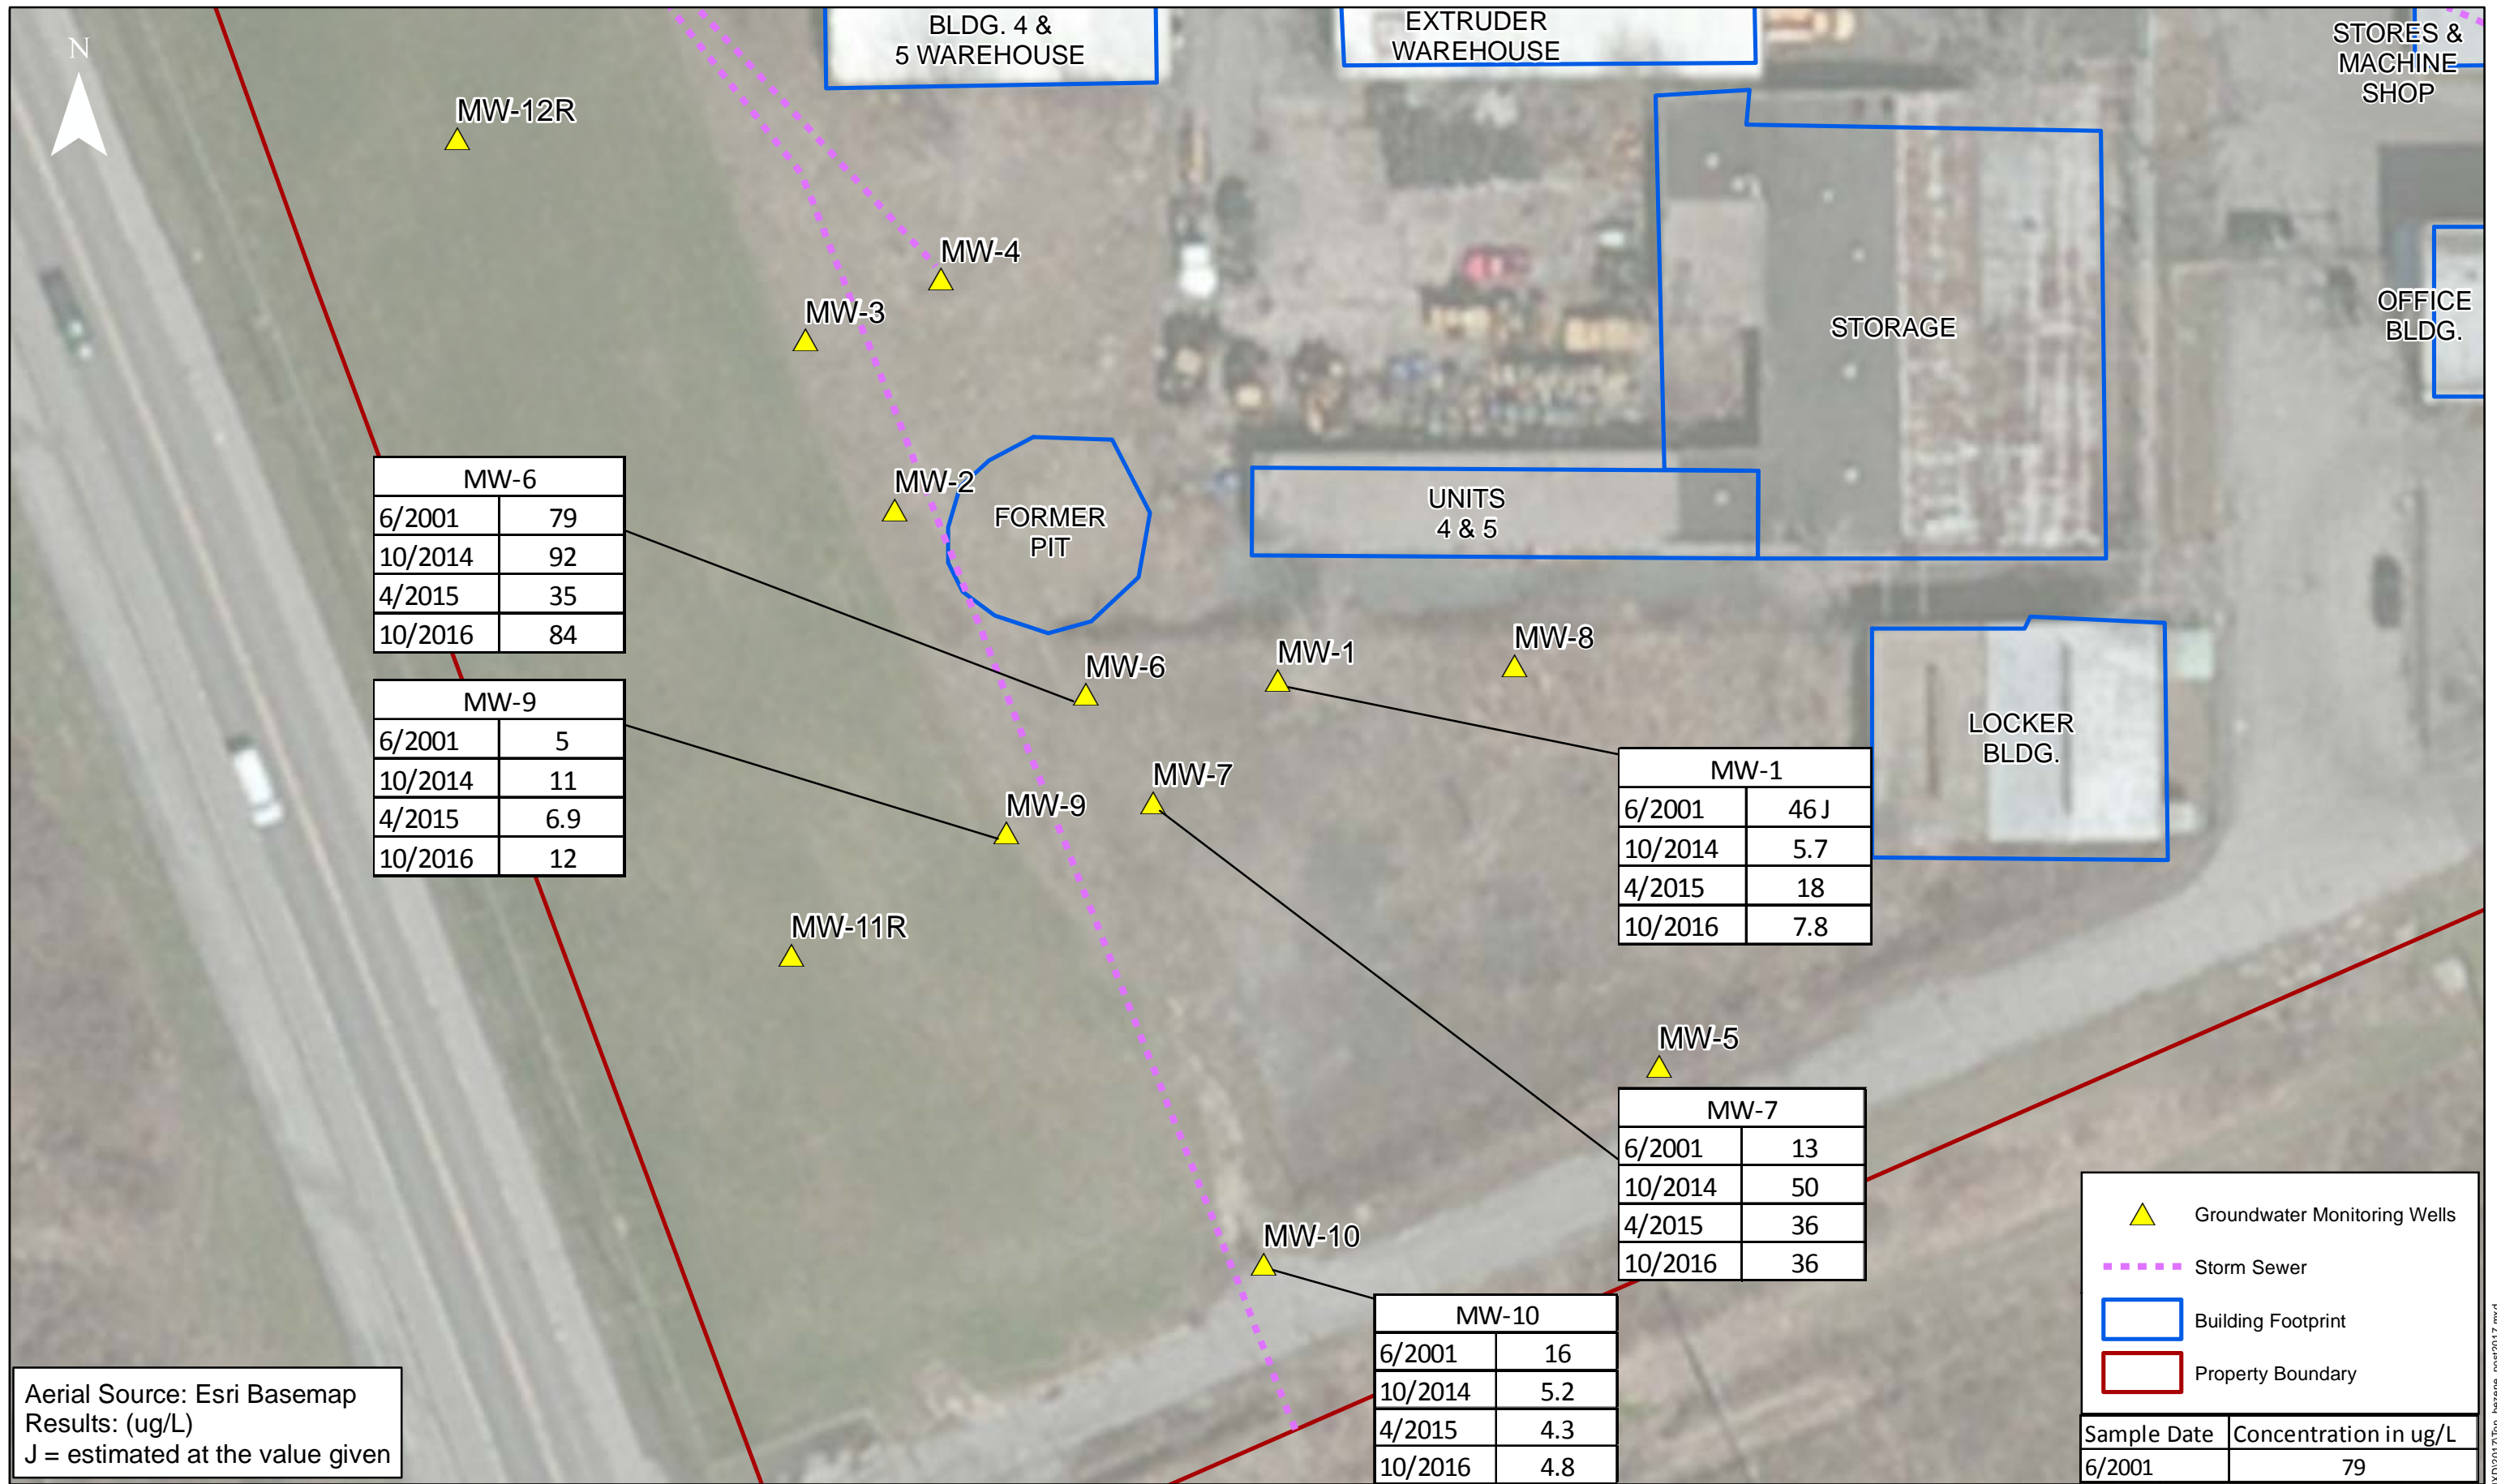 N
BLDG. 4 &
5 WAREHOUSE
EXTRUDER
WAREHOUSE
STORES &
MACHINE
SHOP
MW-12R
MW-4
MW-3
STORAGE
OFFICE
BLDG.
MW-2
FORMER
PIT
UNITS
4 & 5
MW-6
6/2001 79
10/2014 92
4/2015 35
10/2016 84
MW-8
MW-1
MW-6
MW-9
6/2001 5
10/2014 11
4/2015 6.9
10/2016 12
LOCKER
BLDG.
MW-7
MW-9
MW-1
6/2001 46 J
10/2014 5.7
4/2015 18
10/2016 7.8
MW-11R
MW-5
MW-7
6/2001 13
10/2014 50
4/2015 36
10/2016 36
MW-10
MW-10
6/2001 16
10/2014 5.2
4/2015 4.3
10/2016 4.8
Groundwater Monitoring Wells
Storm Sewer
Building Footprint
Property Boundary
Sample Date Concentration in ug/L
6/2001 79
Aerial Source: Esri Basemap
Results: (ug/L)
J = estimated at the value given